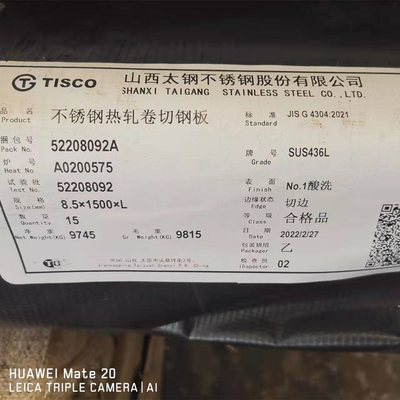 TISCO
山西太钢不锈钢股份有限公司
SHANXI TAIGANG STAINLESS STEEL CO.,LTD.
品名 Product 不锈钢热轧卷切钢板 标准 Standard JIS G 4304:2021
捆包号 Pack No. 52208092A 牌号 Grade SUS436L
炉号 Heat No. A0200575
试验批 Test No. 52208092 表面 Finish No.1酸洗
规格 Size(mm) 8.5×1500×L 边缘状态 Edge 切边
数量 Quantity 15 等级 Class 合格品
净重 Net Weight(KG) 9745 毛重 Gr. Weight(KG) 9815 日期 Date 2022/2/27
包装班组 乙
检查员 Inspector 02
HUAWEI Mate 20
LEICA TRIPLE CAMERA | AI